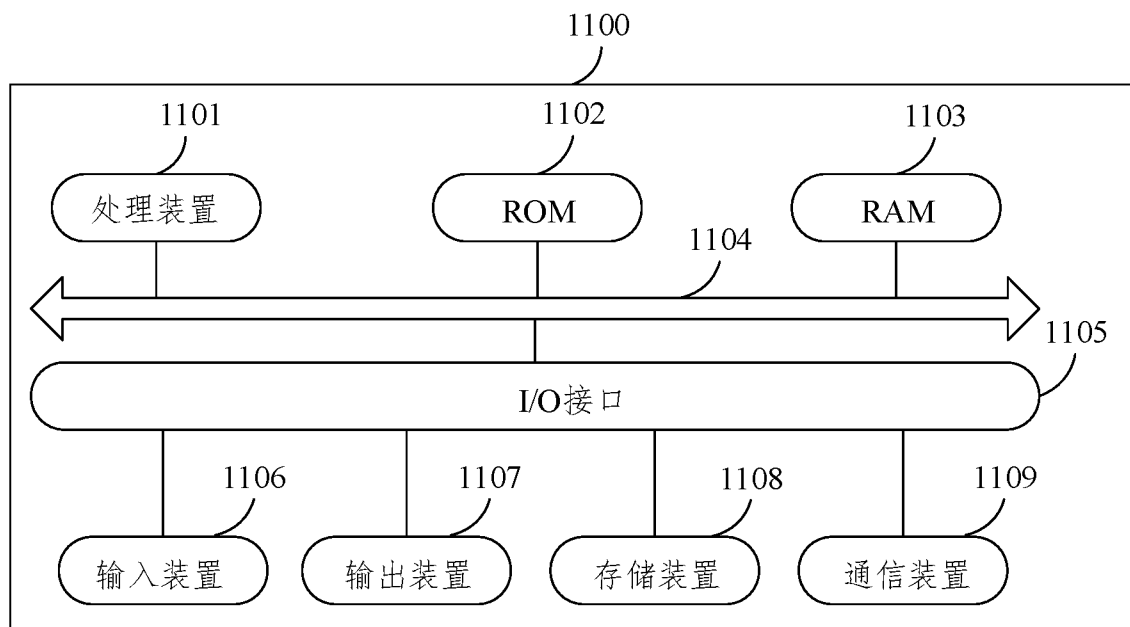 1100
1101
1102
1103
处理装置
ROM
RAM
1104
1105
I/O接口
1106
1107
1108
1109
输入装置
输出装置
存储装置
通信装置